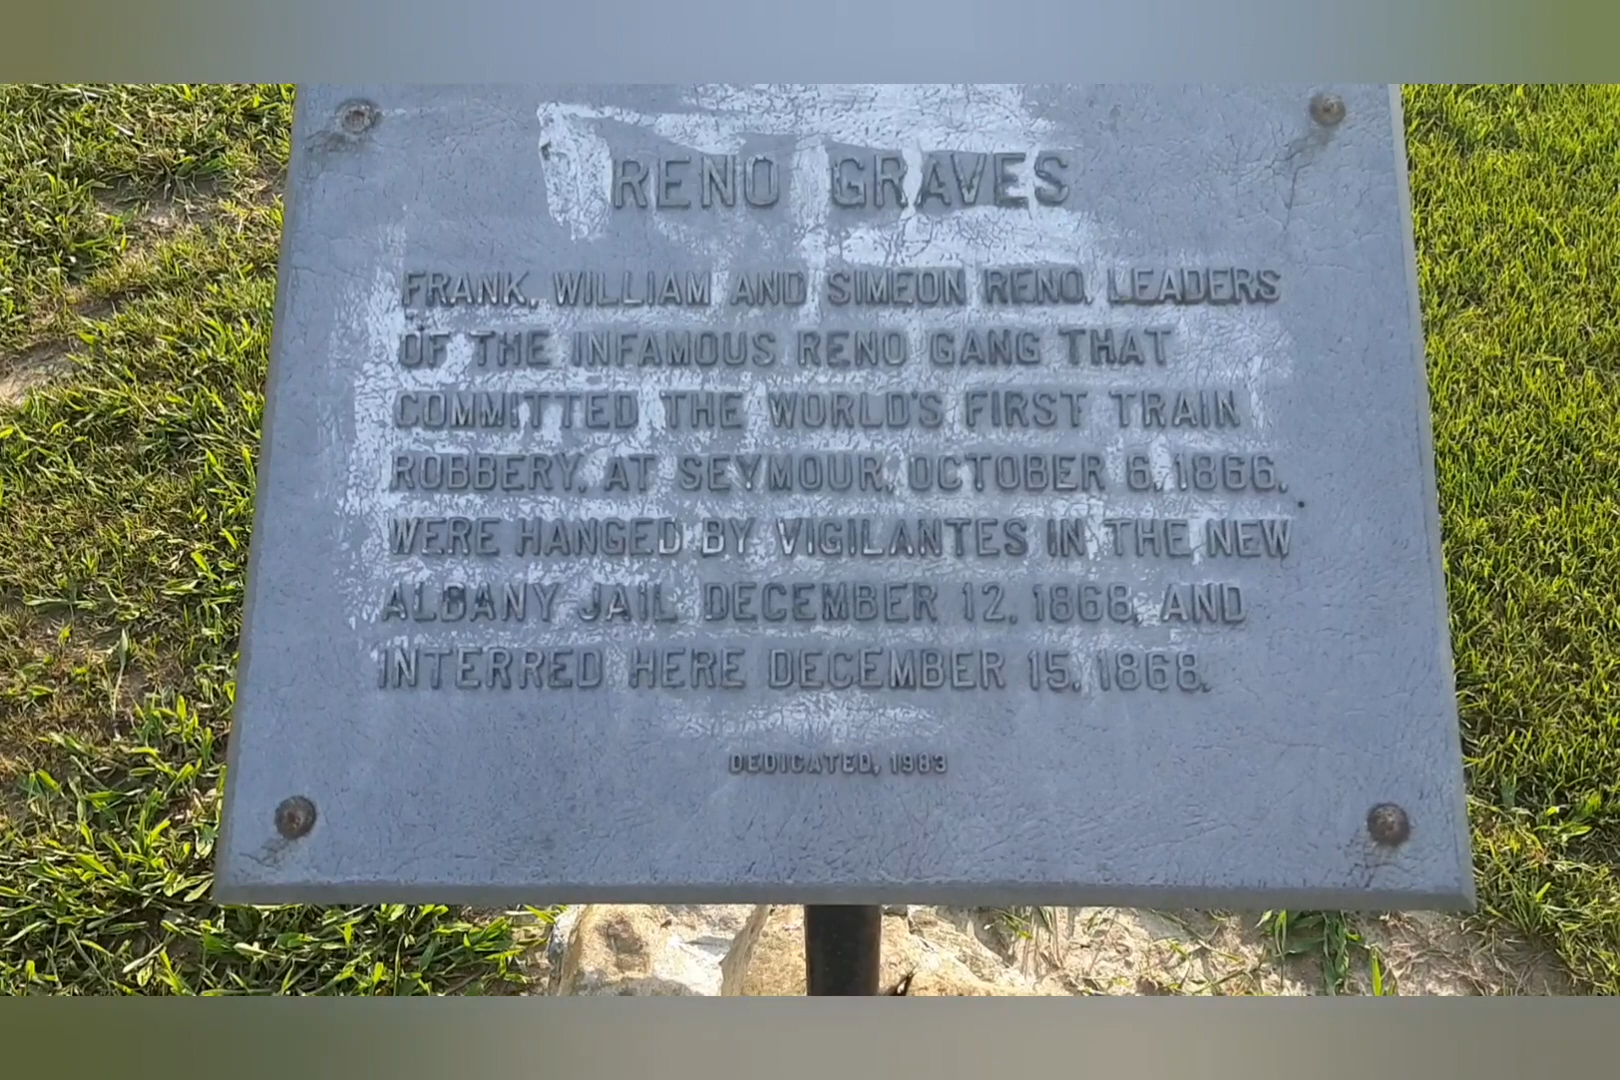 RENO GRAVES
FRANK, WILLIAM AND SIMEON RENO, LEADERS
OF THE INFAMOUS RENO GANG THAT
COMMITTED THE WORLD'S FIRST TRAIN
ROBBERY, AT SEYMOUR, OCTOBER 6, 1866,
WERE HANGED BY VIGILANTES IN THE NEW
ALBANY JAIL DECEMBER 12, 1868, AND
INTERRED HERE DECEMBER 15, 1868.
DEDICATED, 1983